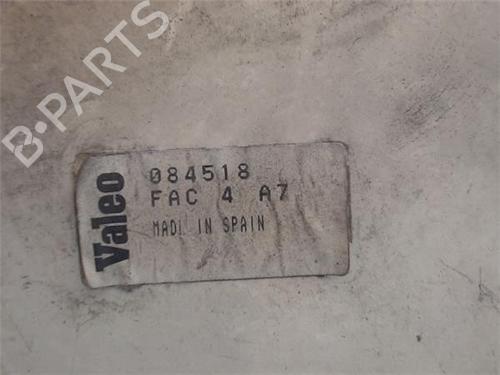 B-PARTS
Valeo
084518
FAC 4 A7
MADE IN SPAIN